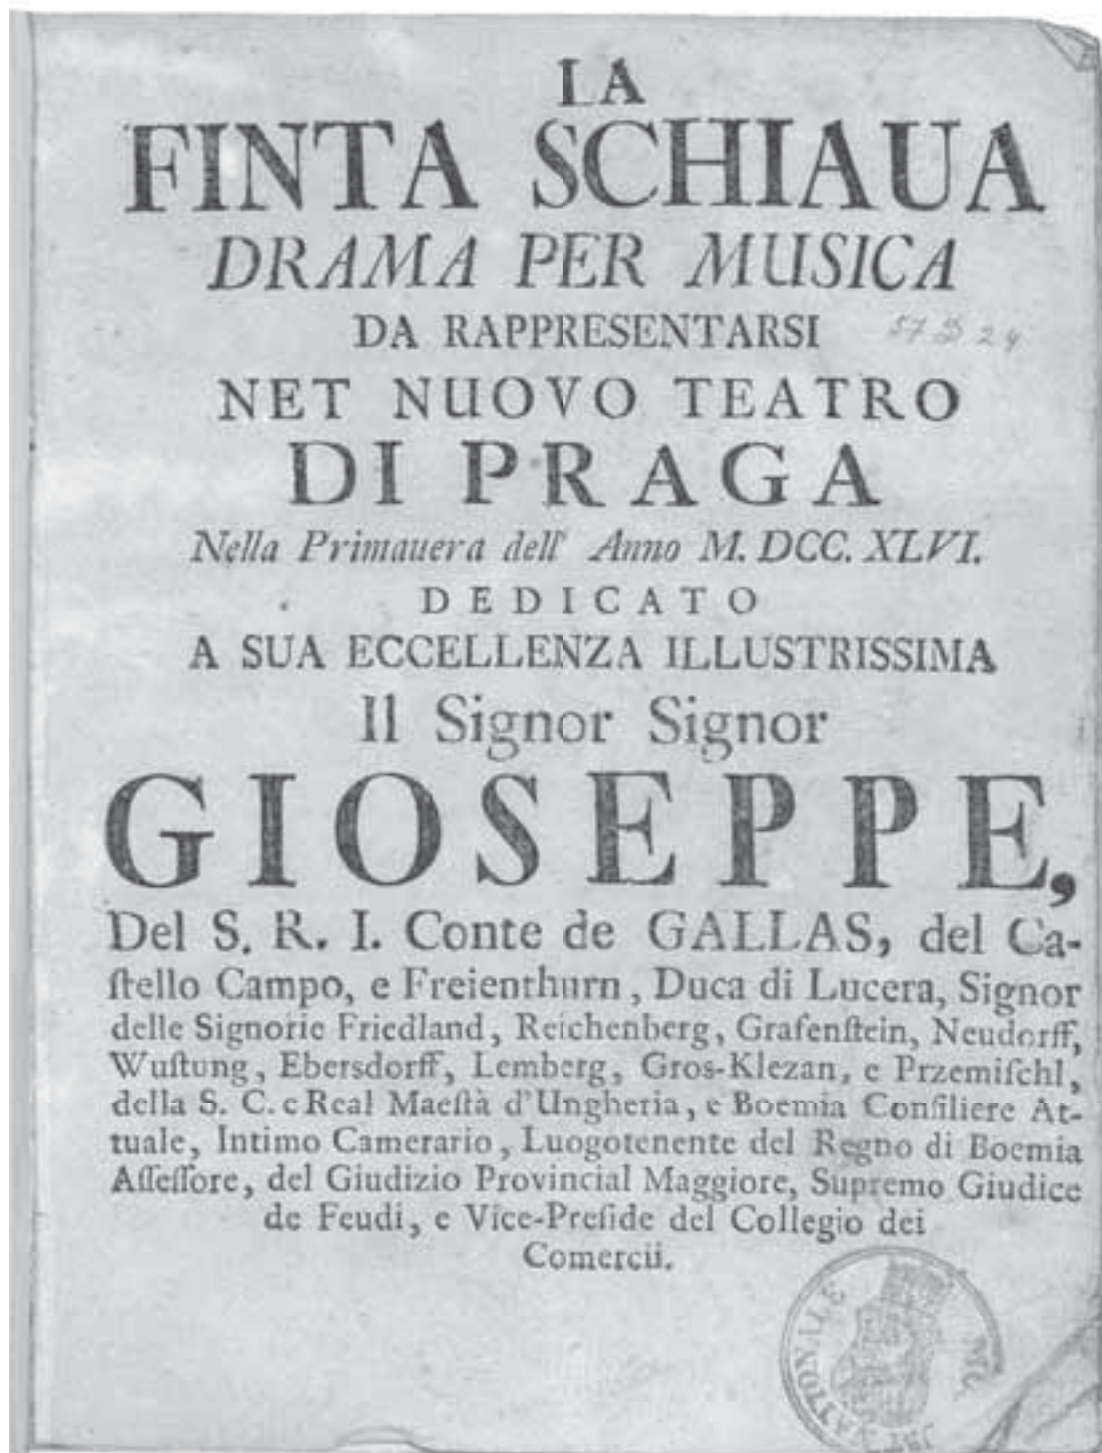 LA
FINTA SCHIAUA
DRAMA PER MUSICA
DA RAPPRESENTARSI
57
NET NUOVO TEATRO
DI PRAGA
Nella Primauera dell' Anno M. DCC. XLVI.
DEDICATO
A SUA ECCELLENZA ILLUSTRISSIMA
Il Signor Signor
GIOSEPPE,
Del S. R. I. Conte de GALLAS, del Ca-
ſtello Campo, e Freienthurn, Duca di Lucera, Signor
delle Signorie Friedland, Reichenberg, Grafenſtein, Neudorff,
Wuſtung, Ebersdorff, Lemberg, Gros-Klezan, e Przemiſchl,
della S. C. e Real Maeſtà d'Ungheria, e Boemia Conſiliere At-
tuale, Intimo Camerario, Luogotenente del Regno di Boemia
Aſſeſſore, del Giudizio Provincial Maggiore, Supremo Giudice
de Feudi, e Vice-Preſide del Collegio dei
Comercii.